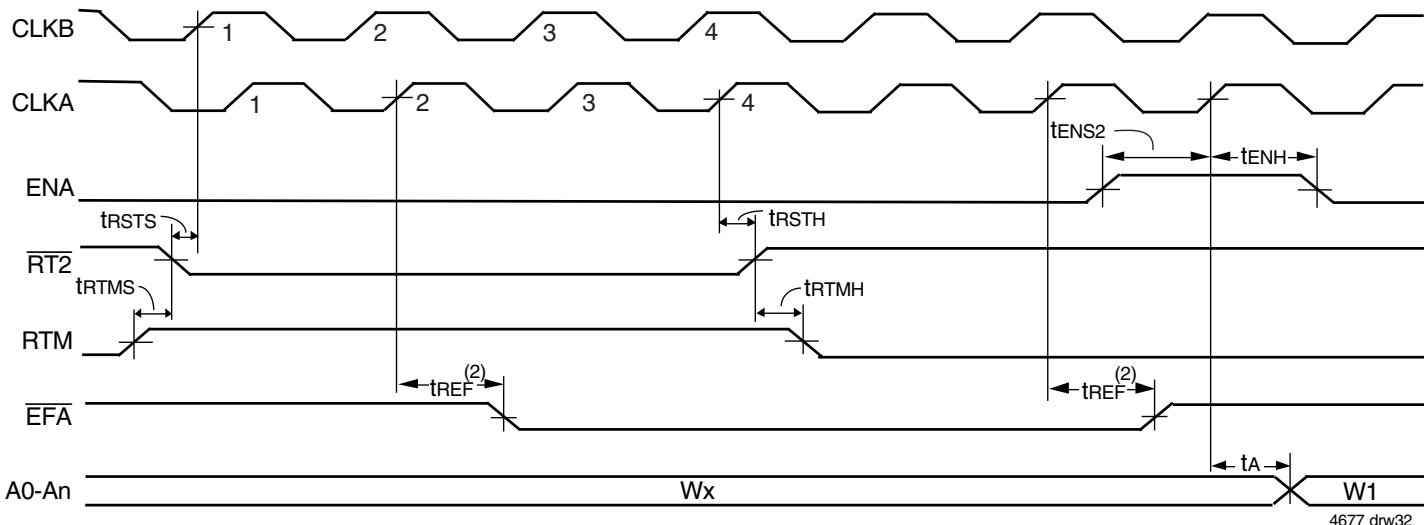 CLKB 1 2 3 4
CLKA 1 2 3 4
tENS2
tENH
ENA
tRSTS
tRSTH
RT2
tRTMS
tRTMH
RTM
tREF(2)
tREF(2)
EFA
tA
A0-An Wx W1
4677 drw32